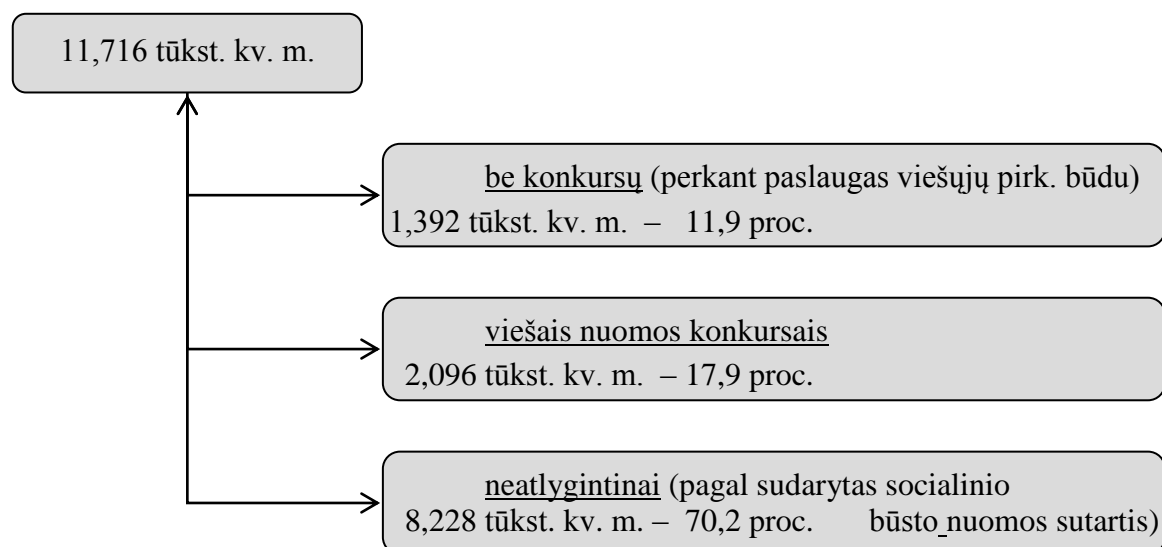 11,716 tūkst. kv. m.
be konkursų (perkant paslaugas viešųjų pirk. būdu)
1,392 tūkst. kv. m. – 11,9 proc.
viešais nuomos konkursais
2,096 tūkst. kv. m. – 17,9 proc.
neatlygintinai (pagal sudarytas socialinio
8,228 tūkst. kv. m. – 70,2 proc. būsto nuomos sutartis)